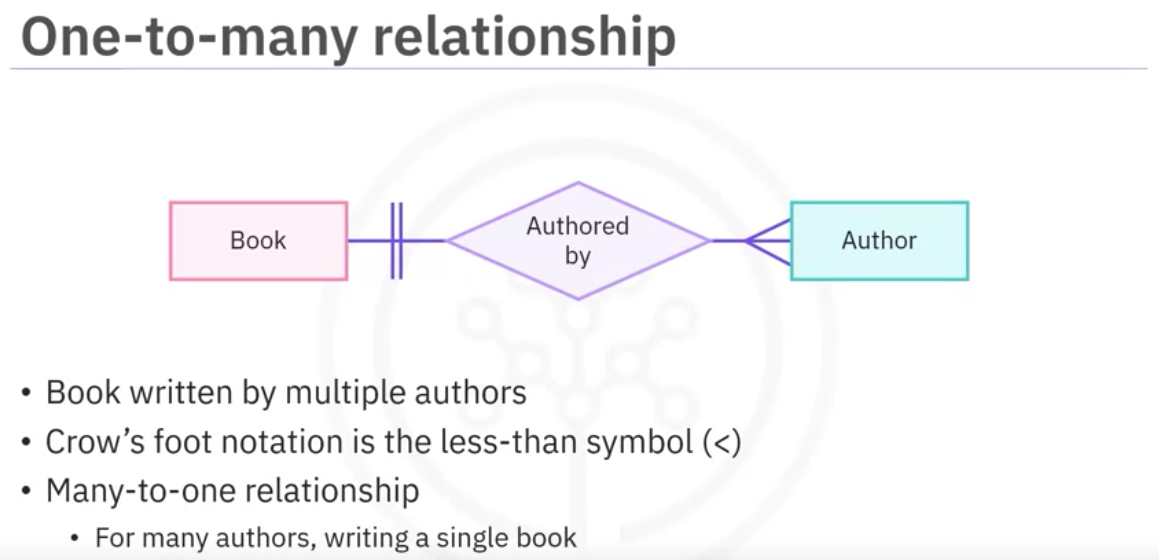 One-to-many relationship
Book
Authored
by
Author
• Book written by multiple authors
• Crow’s foot notation is the less-than symbol (<)
• Many-to-one relationship
• For many authors, writing a single book